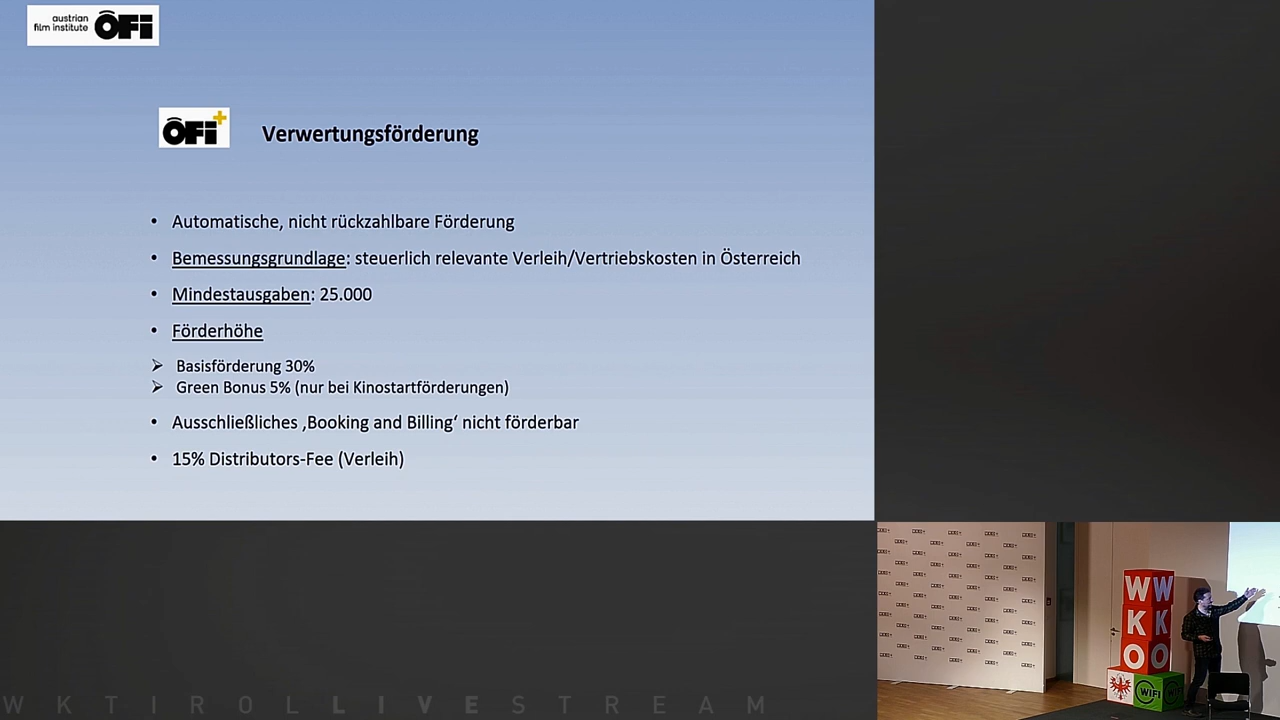 austrian
film institute ÖFi
ÖFi+ Verwertungsförderung
• Automatische, nicht rückzahlbare Förderung
• Bemessungsgrundlage: steuerlich relevante Verleih/Vertriebskosten in Österreich
• Mindestausgaben: 25.000
• Förderhöhe
➢ Basisförderung 30%
➢ Green Bonus 5% (nur bei Kinostartförderungen)
• Ausschließliches ‚Booking and Billing‘ nicht förderbar
• 15% Distributors-Fee (Verleih)
W W
K K
O O
WIFI
WKTIROLLIVESTREAM